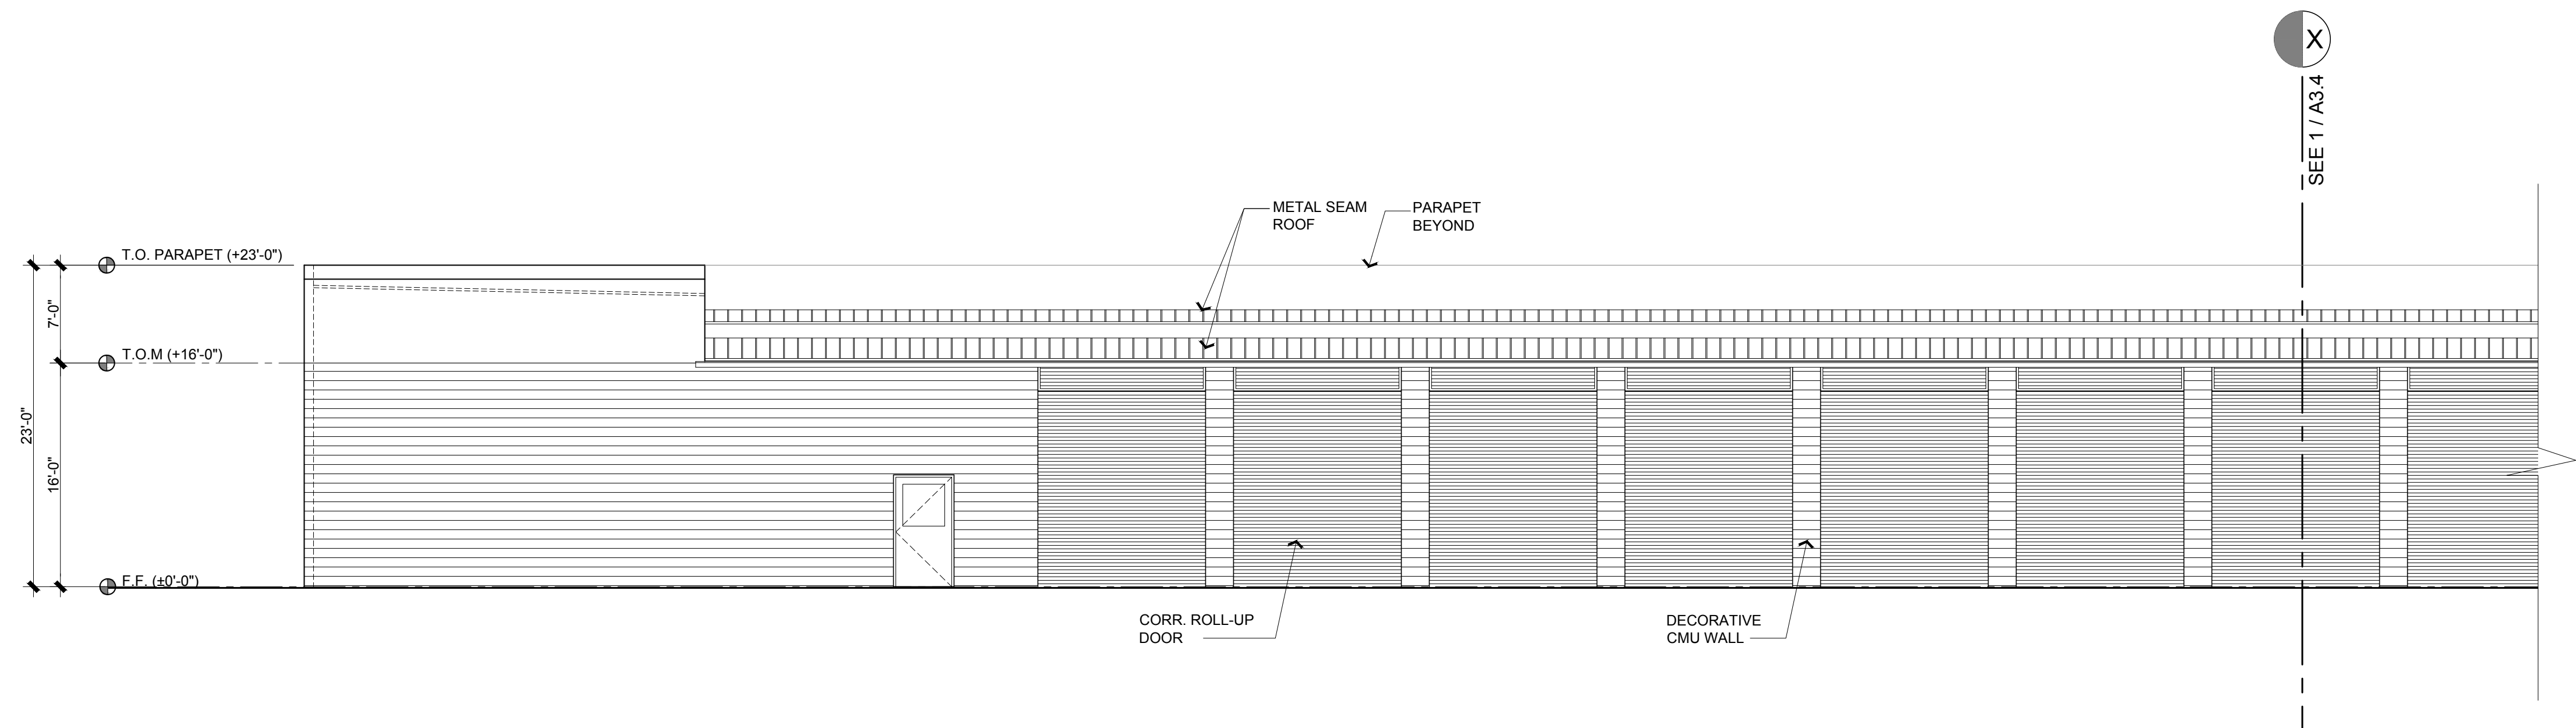 X
SEE 1 / A3.4
METAL SEAM
ROOF
PARAPET
BEYOND
T.O. PARAPET (+23'-0")
7'-0"
T.O.M (+16'-0")
23'-0"
16'-0"
F.F. (±0'-0")
CORR. ROLL-UP
DOOR
DECORATIVE
CMU WALL